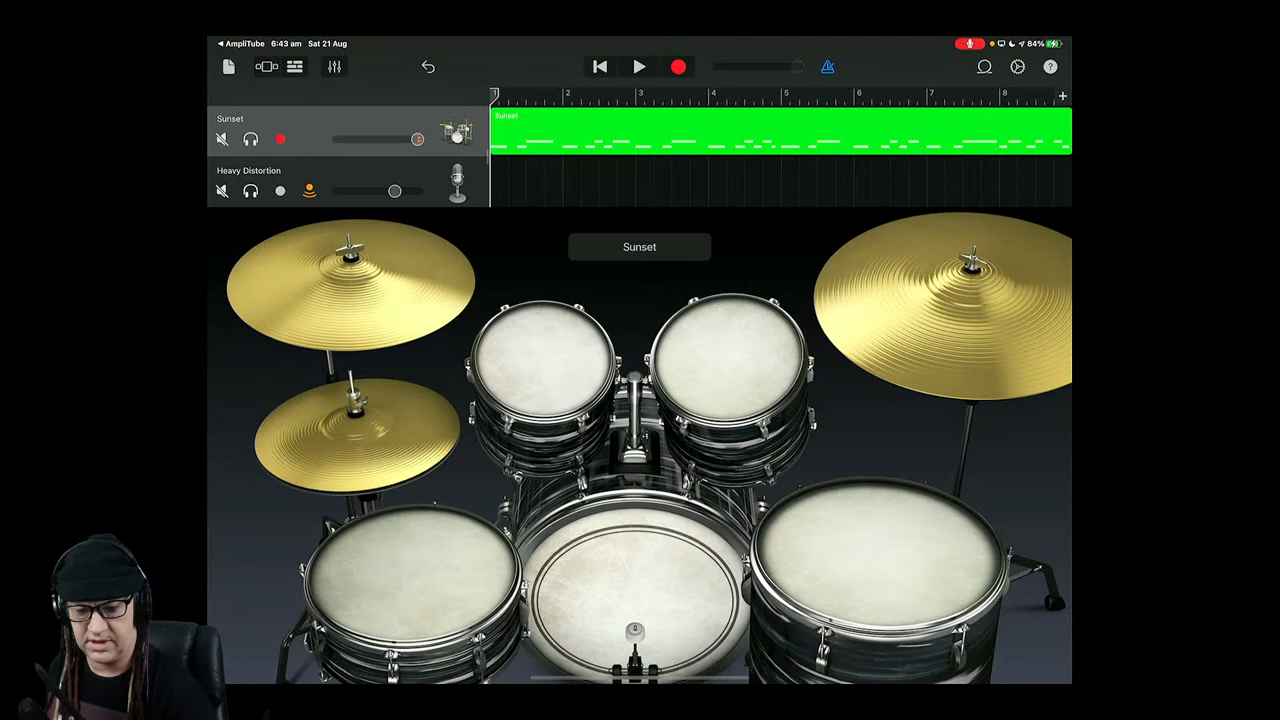 ◀ AmpliTube 6:43 am Sat 21 Aug 84%
1 2 3 4 5 6 7 8 +
Sunset
Sunset
Heavy Distortion
Sunset
?